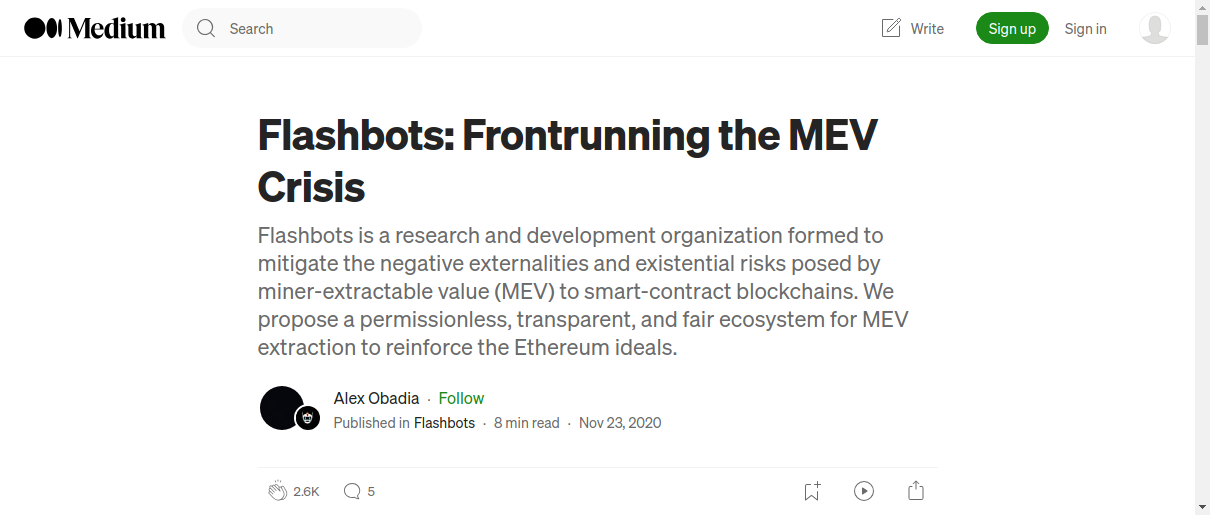 Medium
Search
Write
Sign up
Sign in
Flashbots: Frontrunning the MEV
Crisis
Flashbots is a research and development organization formed to
mitigate the negative externalities and existential risks posed by
miner-extractable value (MEV) to smart-contract blockchains. We
propose a permissionless, transparent, and fair ecosystem for MEV
extraction to reinforce the Ethereum ideals.
Alex Obadia · Follow
Published in Flashbots · 8 min read · Nov 23, 2020
2.6K
5